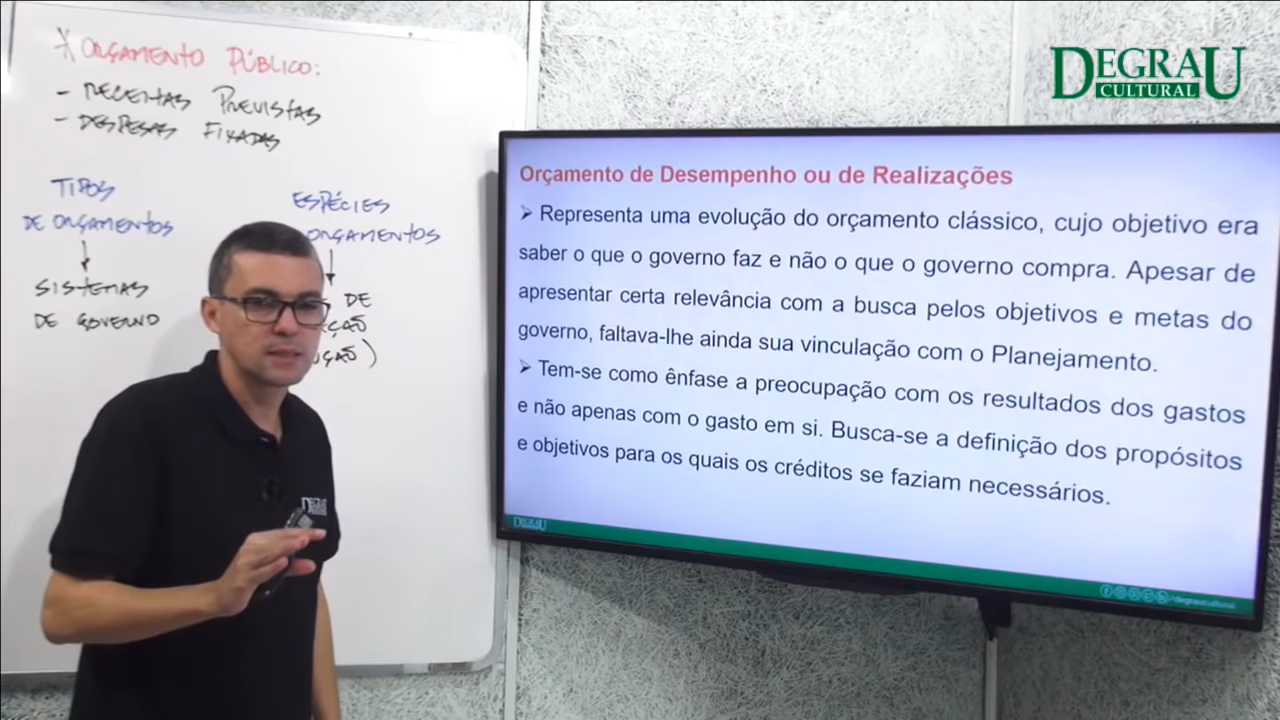 * ORÇAMENTO PÚBLICO:
- RECEITAS PREVISTAS
- DESPESAS FIXADAS
TIPOS
DE ORÇAMENTOS
SISTEMAS
DE GOVERNO
ESPÉCIES
ORÇAMENTOS
DE
DEGRAU
CULTURAL
Orçamento de Desempenho ou de Realizações
➢ Representa uma evolução do orçamento clássico, cujo objetivo era
saber o que o governo faz e não o que o governo compra. Apesar de
apresentar certa relevância com a busca pelos objetivos e metas do
governo, faltava-lhe ainda sua vinculação com o Planejamento.
➢ Tem-se como ênfase a preocupação com os resultados dos gastos
e não apenas com o gasto em si. Busca-se a definição dos propósitos
e objetivos para os quais os créditos se faziam necessários.
DEGRAU
DEGRAU